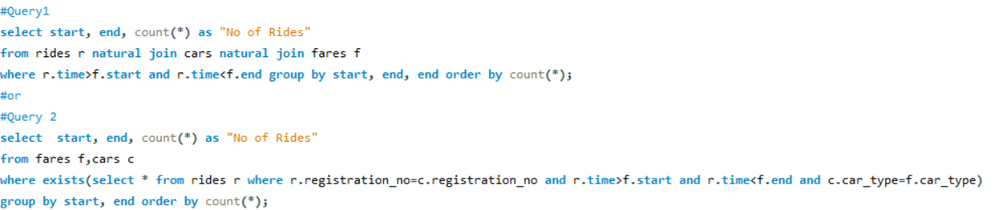 #Query1
select start, end, count(*) as "No of Rides"
from rides r natural join cars natural join fares f
where r.time>f.start and r.time<f.end group by start, end, end order by count(*);
#or
#Query 2
select  start, end, count(*) as "No of Rides"
from fares f,cars c
where exists(select * from rides r where r.registration_no=c.registration_no and r.time>f.start and r.time<f.end and c.car_type=f.car_type)
group by start, end order by count(*);